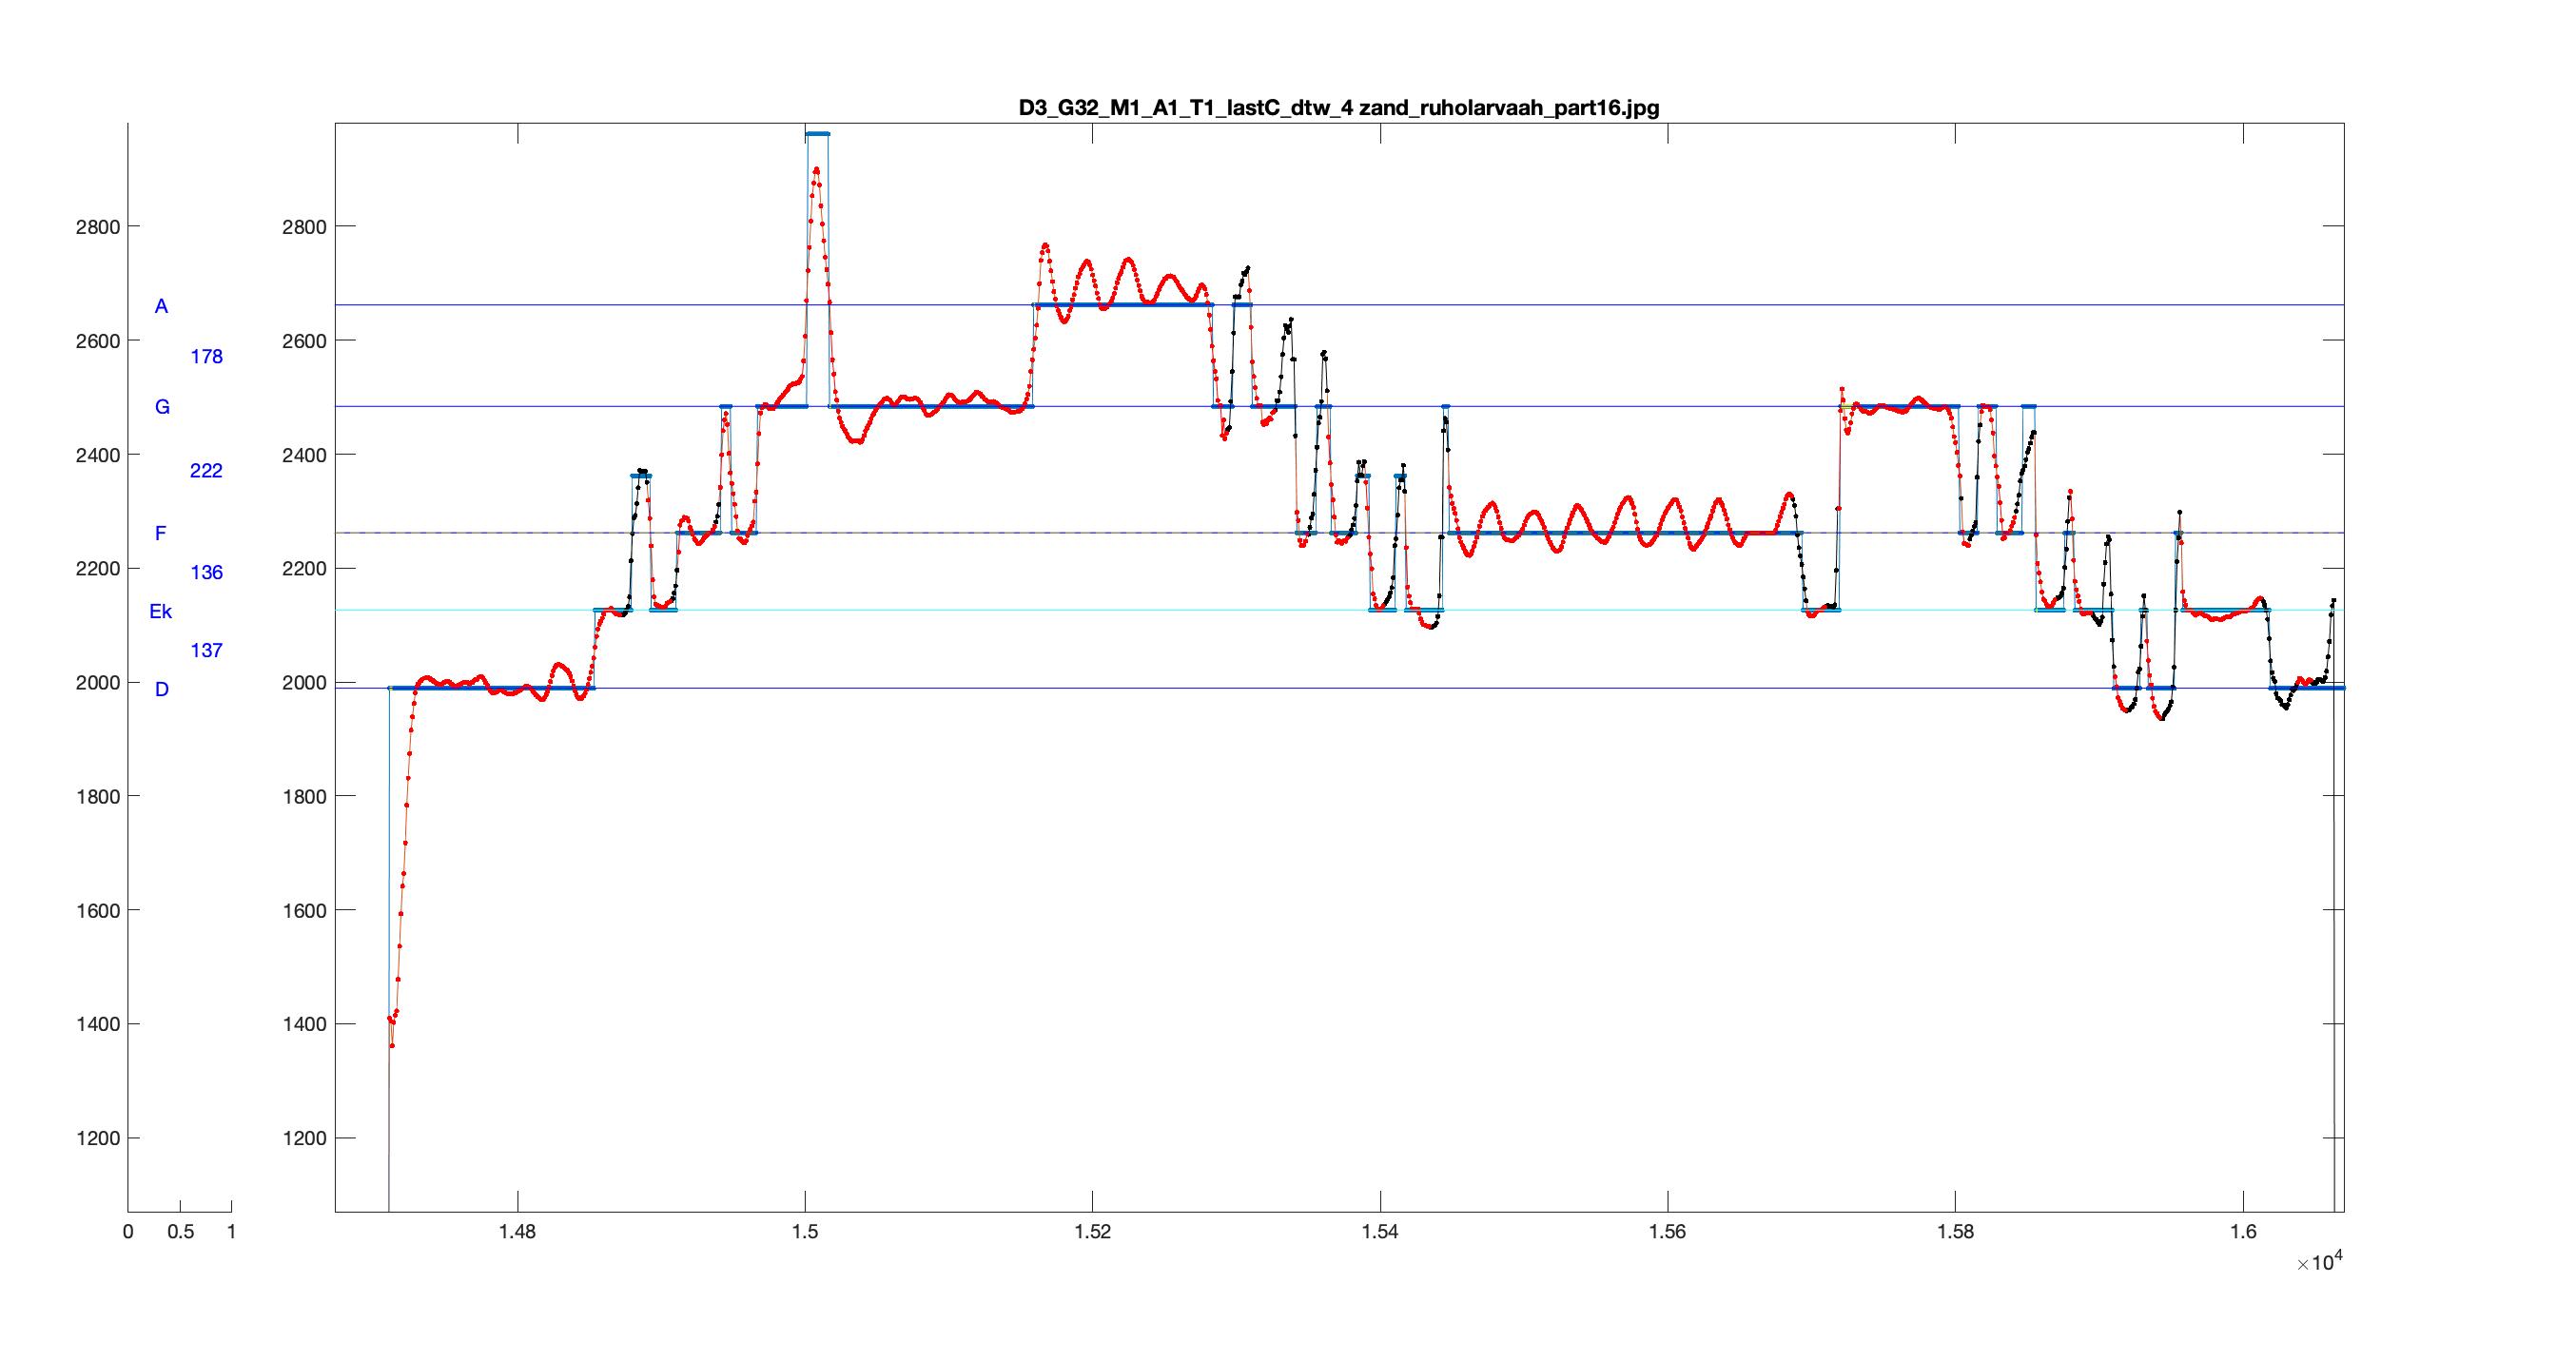 D3_G32_M1_A1_T1_lastC_dtw_4 zand_ruholarvaah_part16.jpg
2800 2800
A
2600 2600
178
G
2400 2400
222
F
2200 2200
136
Ek
137
2000 2000
D
1800 1800
1600 1600
1400 1400
1200 1200
0 0.5 1 1.48 1.5 1.52 1.54 1.56 1.58 1.6
×10⁴